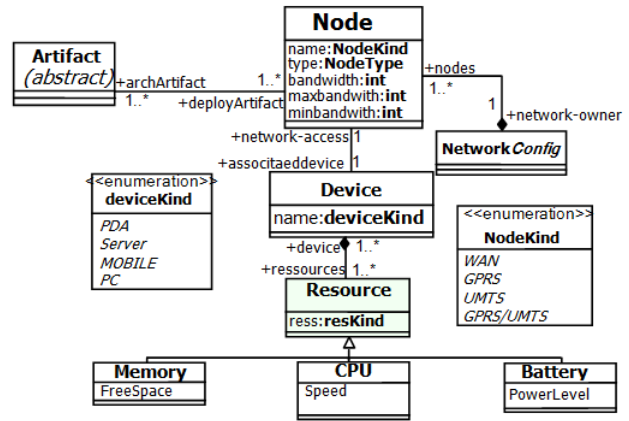 Node
name:NodeKind
type:NodeType
bandwidth:int
maxbandwith:int
minbandwith:int
Artifact
(abstract)
+archArtifact
1..*
1..*
+deployArtifact
+nodes
1..*
1
+network-owner
NetworkConfig
+network-access
1
+associtaeddevice
1
<<enumeration>>
deviceKind
PDA
Server
MOBILE
PC
Device
name:deviceKind
<<enumeration>>
NodeKind
WAN
GPRS
UMTS
GPRS/UMTS
+device
1..*
+ressources
1..*
Resource
ress:resKind
Memory
FreeSpace
CPU
Speed
Battery
PowerLevel